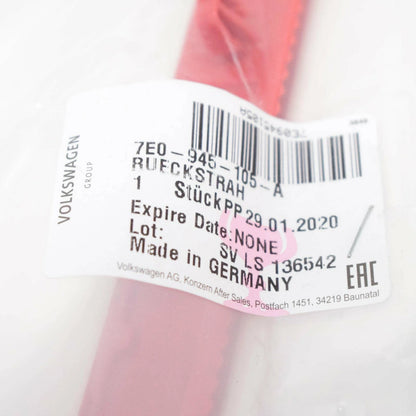 VOLKSWAGEN
GROUP
7E0945105A
7E0-945-105-A
RUECKSTRAH
1 Stück PP 29.01.2020
Expire Date: NONE
Lot: SV LS 136542
Made in GERMANY
EAC
Volkswagen AG, Konzern After Sales, Postfach 1451, 34219 Baunatal